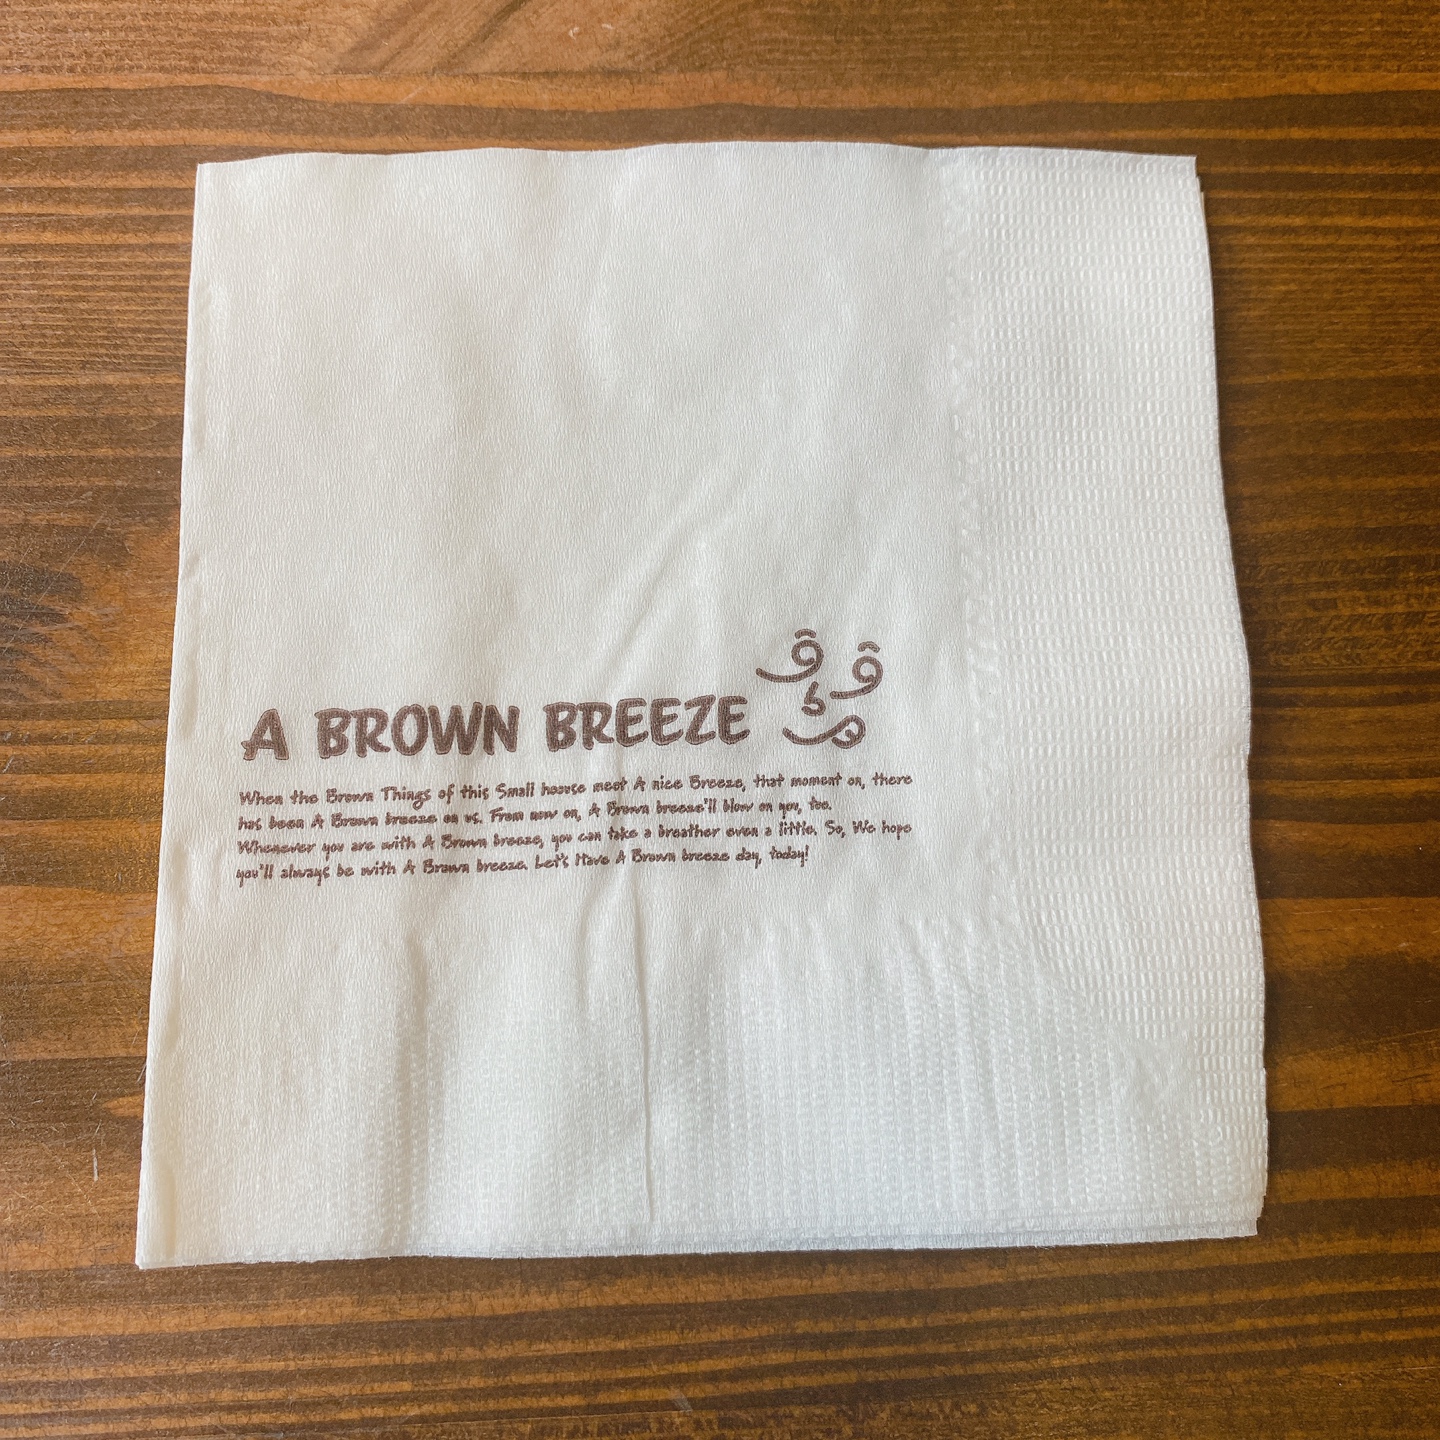 A BROWN BREEZE
When the Brown Things of this Small house meet A nice Breeze, that moment on, there
has been A Brown breeze on us. From now on, A Brown breeze'll blow on you, too.
Whenever you are with A Brown breeze, you can take a breather even a little. So, We hope
you'll always be with A Brown breeze. Let's Have A Brown breeze day, today!